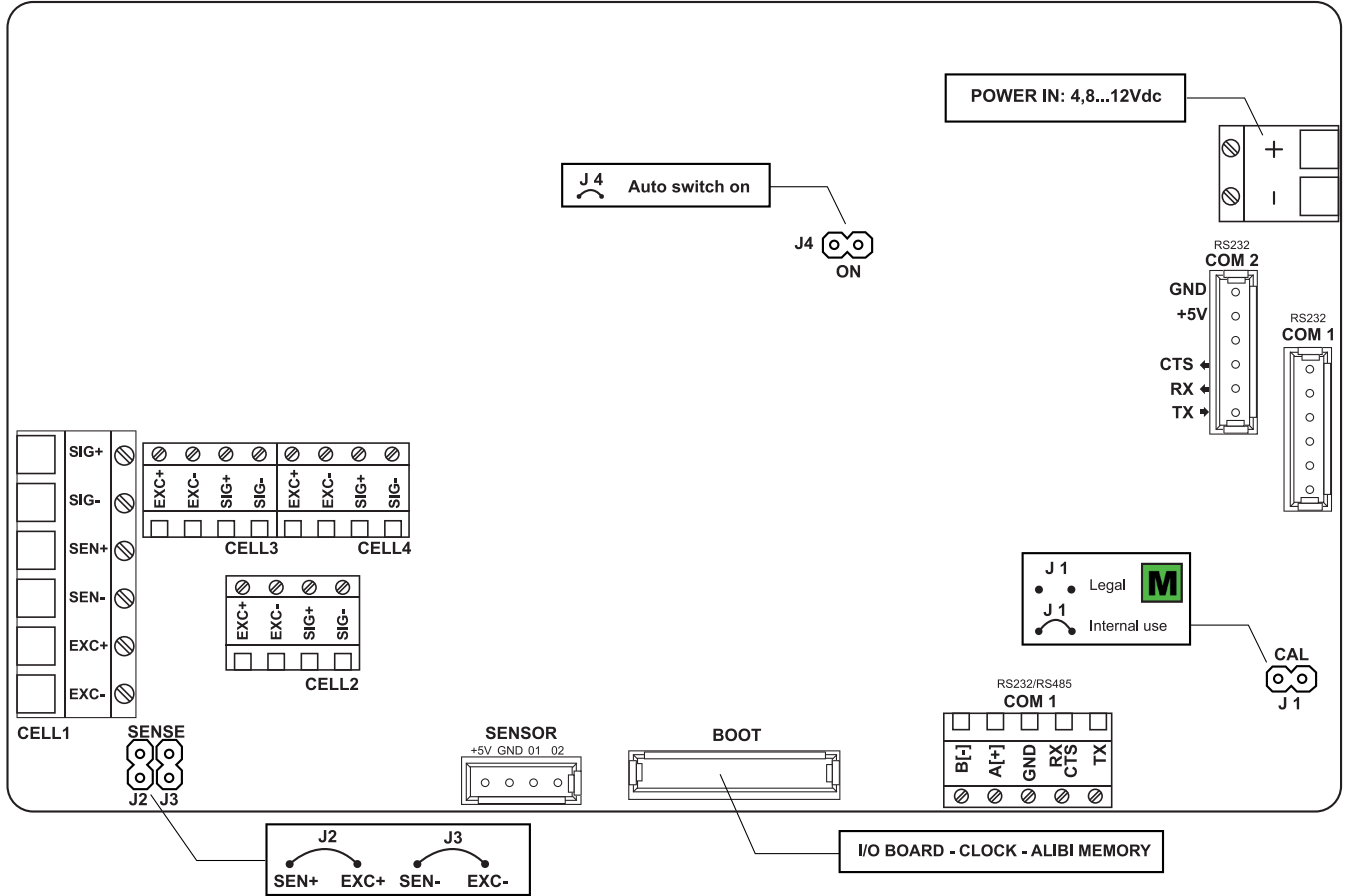 POWER IN: 4,8...12Vdc
+
-
J 4 Auto switch on
J4
ON
RS232
COM 2
GND
+5V
CTS
RX
TX
RS232
COM 1
SIG+
SIG-
SEN+
SEN-
EXC+
EXC-
CELL1
EXC+ EXC- SIG+ SIG- EXC+ EXC- SIG+ SIG-
CELL3 CELL4
EXC+ EXC- SIG+ SIG-
CELL2
J 1 Legal M
J 1 Internal use
CAL
J 1
SENSE
J2 J3
SENSOR
+5V GND 01 02
BOOT
RS232/RS485
COM 1
B[-] A[+] GND RX CTS TX
J2 J3
SEN+ EXC+ SEN- EXC-
I/O BOARD - CLOCK - ALIBI MEMORY